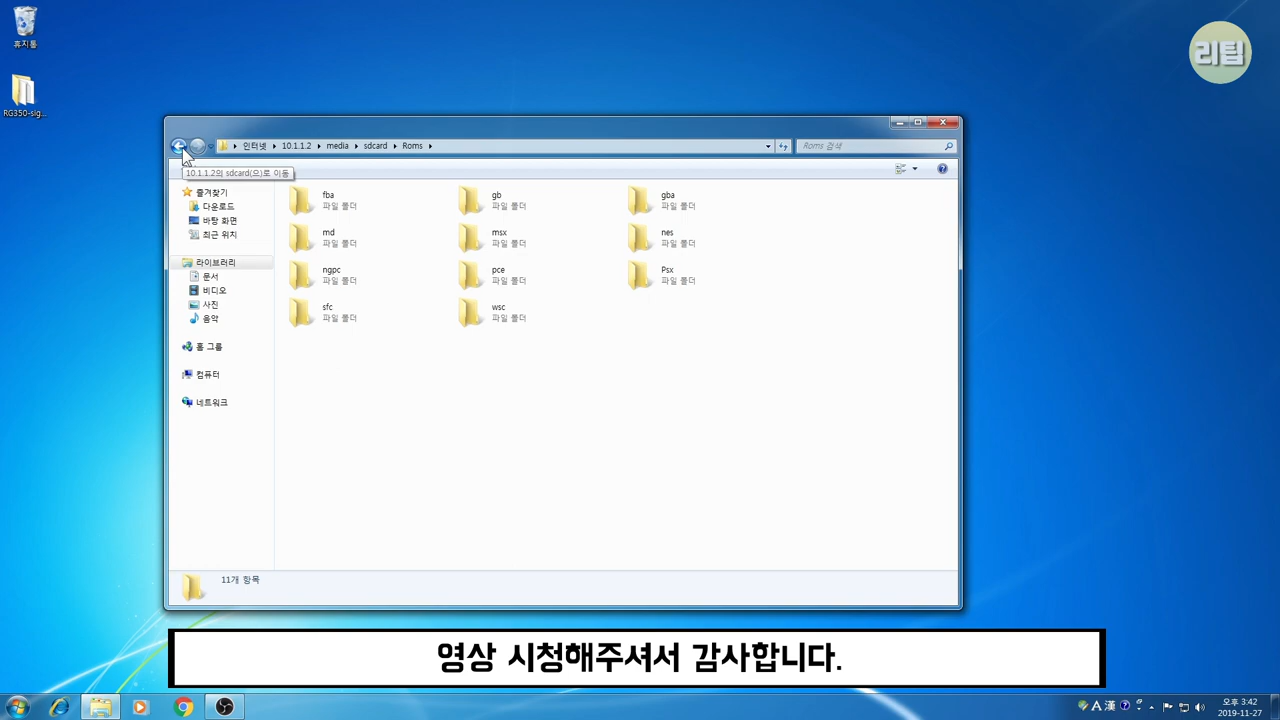 휴지통
리팁
RG350-sig...
인터넷 ▸ 10.1.1.2 ▸ media ▸ sdcard ▸ Roms ▸
Roms 검색
10.1.1.2의 sdcard(으)로 이동
즐겨찾기
다운로드
바탕 화면
최근 위치
라이브러리
문서
비디오
사진
음악
홈 그룹
컴퓨터
네트워크
fba
파일 폴더
gb
파일 폴더
gba
파일 폴더
md
파일 폴더
msx
파일 폴더
nes
파일 폴더
ngpc
파일 폴더
pce
파일 폴더
Psx
파일 폴더
sfc
파일 폴더
wsc
파일 폴더
11개 항목
영상 시청해주셔서 감사합니다.
A 漢
오후 3:42
2019-11-27